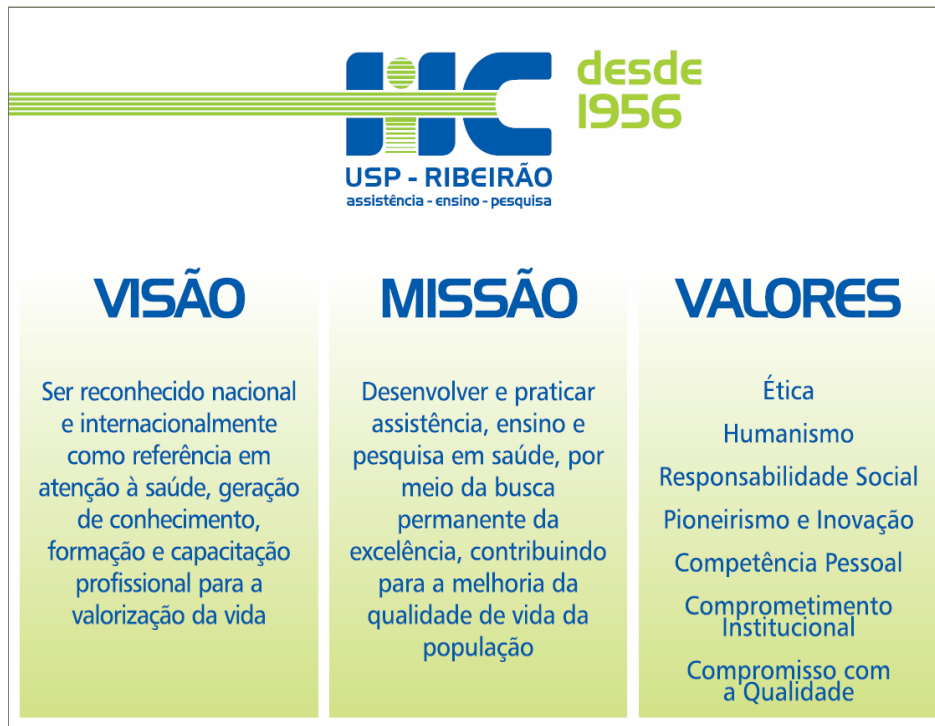 HC
desde
1956
USP - RIBEIRÃO
assistência - ensino - pesquisa
VISÃO
Ser reconhecido nacional
e internacionalmente
como referência em
atenção à saúde, geração
de conhecimento,
formação e capacitação
profissional para a
valorização da vida
MISSÃO
Desenvolver e praticar
assistência, ensino e
pesquisa em saúde, por
meio da busca
permanente da
excelência, contribuindo
para a melhoria da
qualidade de vida da
população
VALORES
Ética
Humanismo
Responsabilidade Social
Pioneirismo e Inovação
Competência Pessoal
Comprometimento
Institucional
Compromisso com
a Qualidade